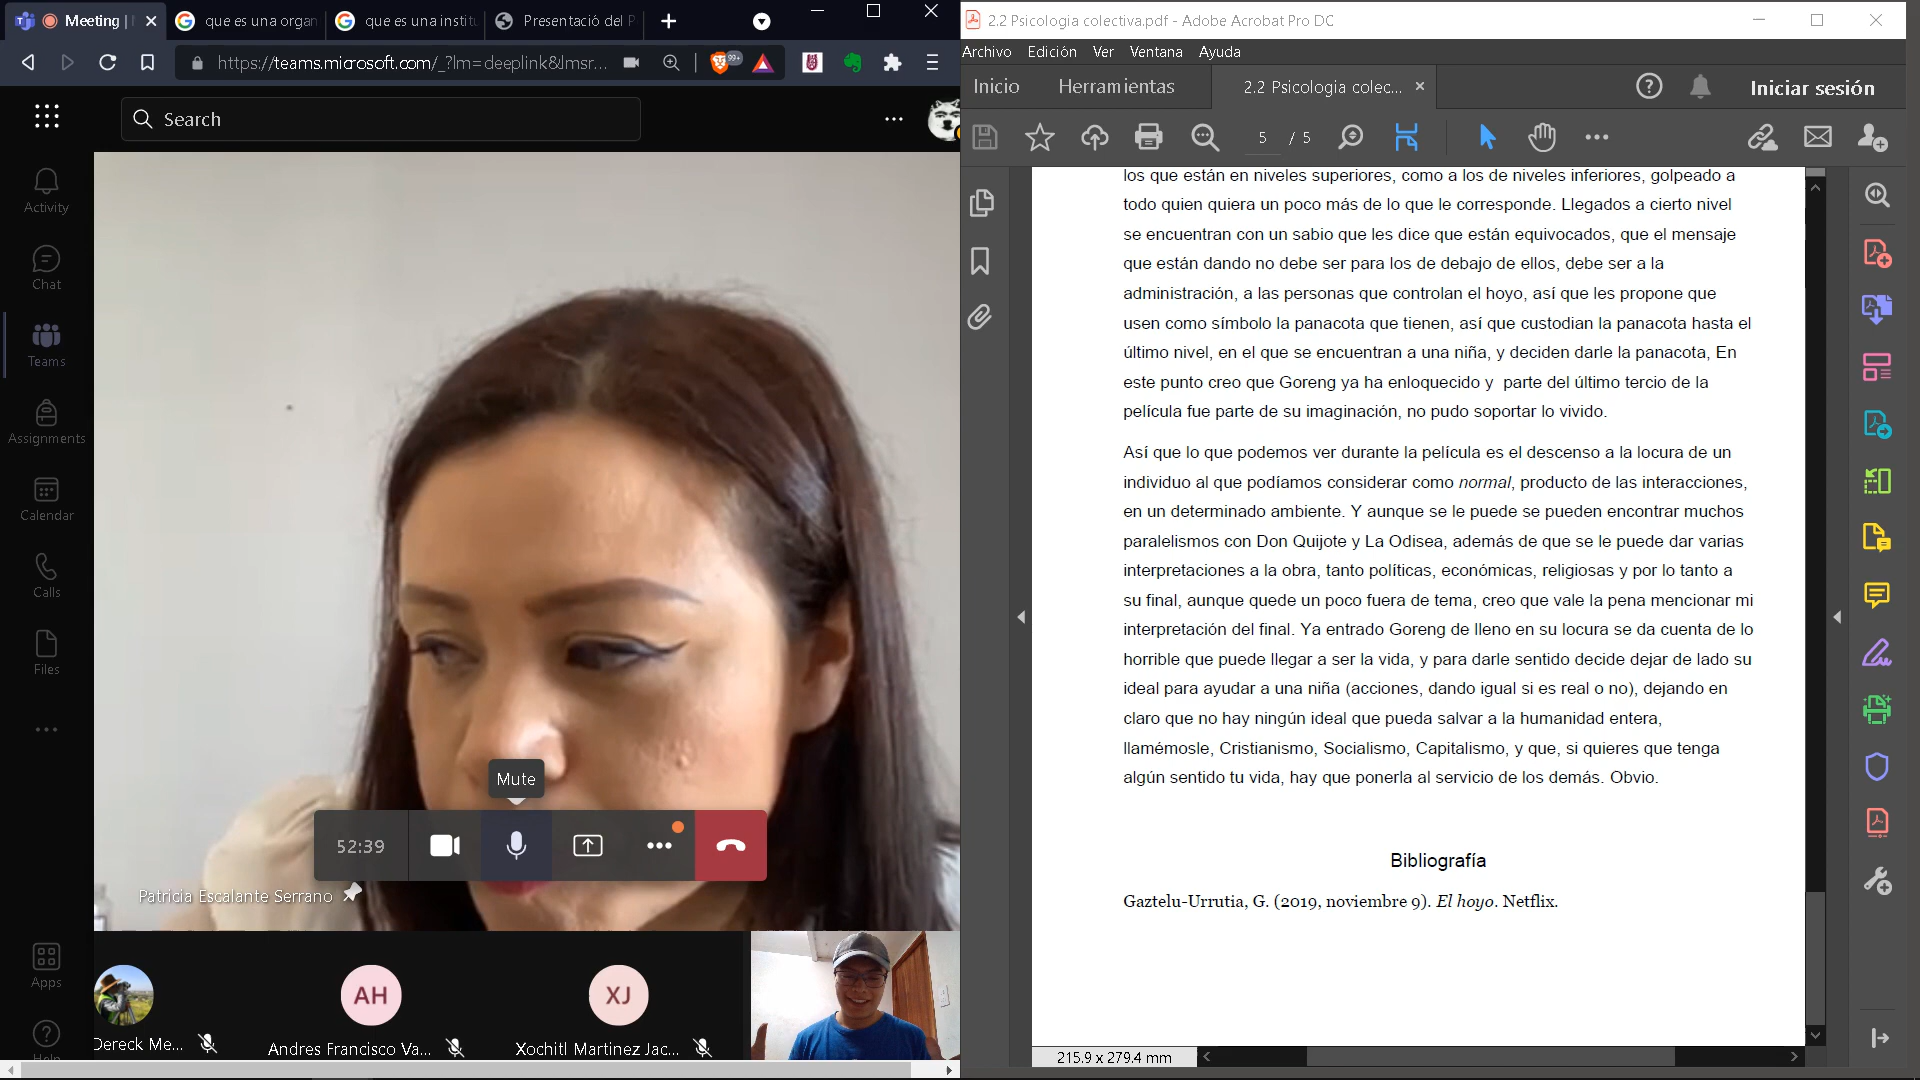 Meeting |
que es una organ
que es una institu
Presentació del P
https://teams.microsoft.com/_?lm=deeplink&lmsr...
99+
Search
Activity
Chat
Teams
Assignments
Calendar
Calls
Files
Apps
Help
Mute
52:39
Patricia Escalante Serrano
Dereck Me...
AH
Andres Francisco Va...
XJ
Xochitl Martinez Jac...
2.2 Psicologia colectiva.pdf - Adobe Acrobat Pro DC
Archivo Edición Ver Ventana Ayuda
Inicio Herramientas 2.2 Psicologia colec... × Iniciar sesión
5 / 5
los que están en niveles superiores, como a los de niveles inferiores, golpeado a
todo quien quiera un poco más de lo que le corresponde. Llegados a cierto nivel
se encuentran con un sabio que les dice que están equivocados, que el mensaje
que están dando no debe ser para los de debajo de ellos, debe ser a la
administración, a las personas que controlan el hoyo, así que les propone que
usen como símbolo la panacota que tienen, así que custodian la panacota hasta el
último nivel, en el que se encuentran a una niña, y deciden darle la panacota, En
este punto creo que Goreng ya ha enloquecido y  parte del último tercio de la
película fue parte de su imaginación, no pudo soportar lo vivido.
Así que lo que podemos ver durante la película es el descenso a la locura de un
individuo al que podíamos considerar como normal, producto de las interacciones,
en un determinado ambiente. Y aunque se le puede se pueden encontrar muchos
paralelismos con Don Quijote y La Odisea, además de que se le puede dar varias
interpretaciones a la obra, tanto políticas, económicas, religiosas y por lo tanto a
su final, aunque quede un poco fuera de tema, creo que vale la pena mencionar mi
interpretación del final. Ya entrado Goreng de lleno en su locura se da cuenta de lo
horrible que puede llegar a ser la vida, y para darle sentido decide dejar de lado su
ideal para ayudar a una niña (acciones, dando igual si es real o no), dejando en
claro que no hay ningún ideal que pueda salvar a la humanidad entera,
llamémosle, Cristianismo, Socialismo, Capitalismo, y que, si quieres que tenga
algún sentido tu vida, hay que ponerla al servicio de los demás. Obvio.
Bibliografía
Gaztelu-Urrutia, G. (2019, noviembre 9). El hoyo. Netflix.
215.9 x 279.4 mm